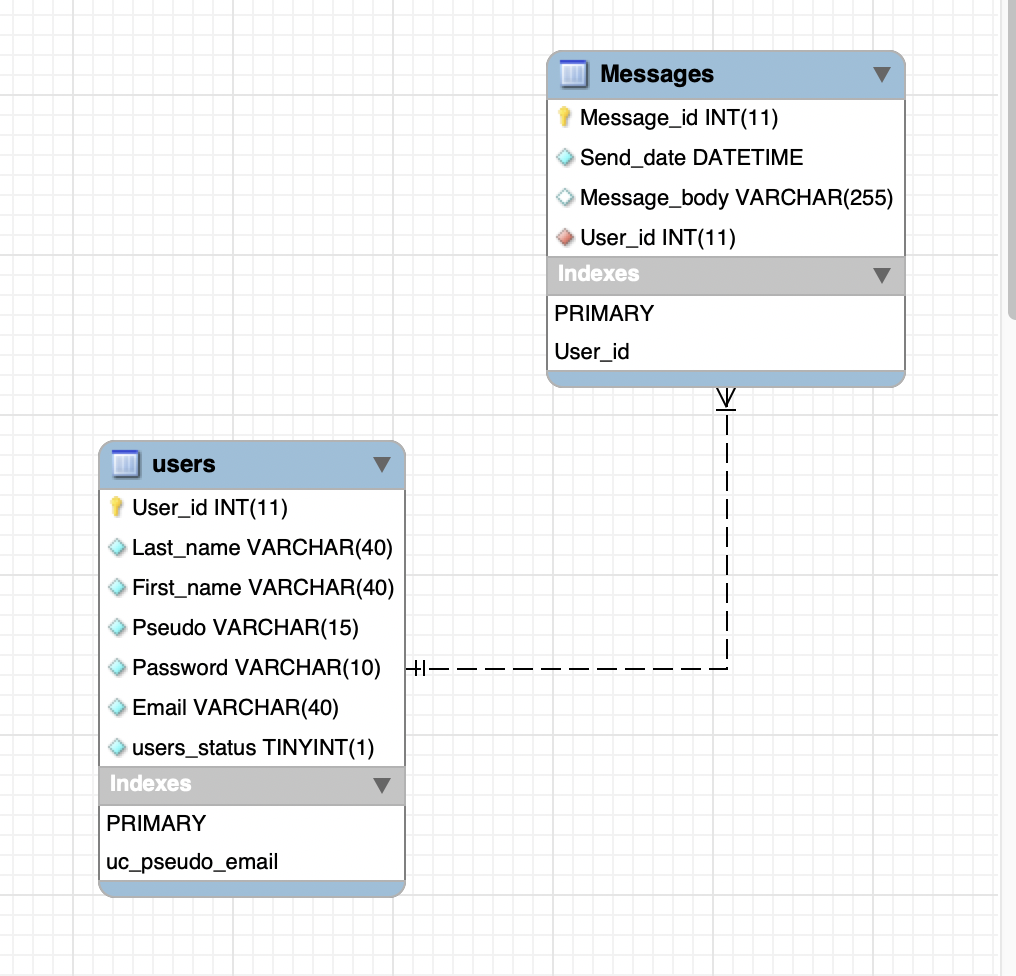 Messages
Message_id INT(11)
Send_date DATETIME
Message_body VARCHAR(255)
User_id INT(11)
Indexes
PRIMARY
User_id
users
User_id INT(11)
Last_name VARCHAR(40)
First_name VARCHAR(40)
Pseudo VARCHAR(15)
Password VARCHAR(10)
Email VARCHAR(40)
users_status TINYINT(1)
Indexes
PRIMARY
uc_pseudo_email